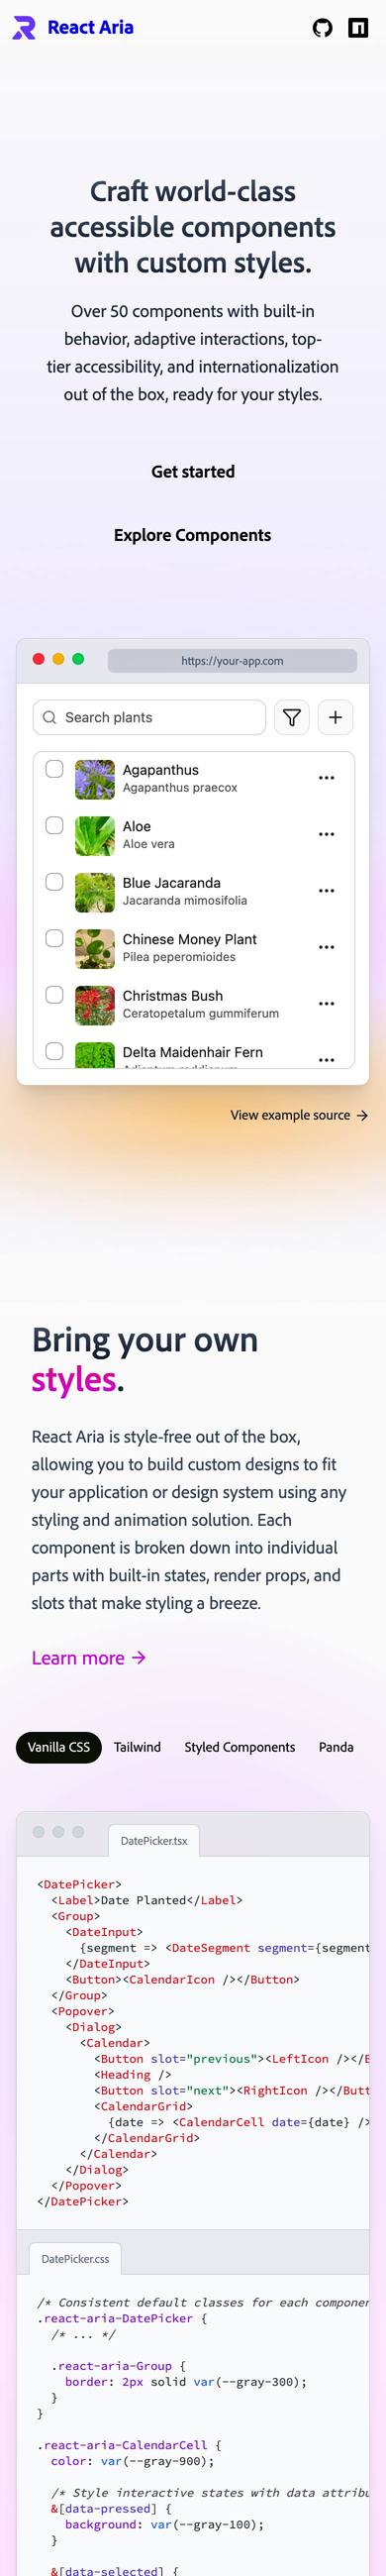 React Aria
Craft world-class
accessible components
with custom styles.
Over 50 components with built-in
behavior, adaptive interactions, top-
tier accessibility, and internationalization
out of the box, ready for your styles.
Get started
Explore Components
https://your-app.com
Search plants
Agapanthus
Agapanthus praecox
Aloe
Aloe vera
Blue Jacaranda
Jacaranda mimosifolia
Chinese Money Plant
Pilea peperomioides
Christmas Bush
Ceratopetalum gummiferum
Delta Maidenhair Fern
View example source →
Bring your own
styles.
React Aria is style-free out of the box,
allowing you to build custom designs to fit
your application or design system using any
styling and animation solution. Each
component is broken down into individual
parts with built-in states, render props, and
slots that make styling a breeze.
Learn more →
Vanilla CSS Tailwind Styled Components Panda
DatePicker.tsx
<DatePicker>
  <Label>Date Planted</Label>
  <Group>
    <DateInput>
      {segment => <DateSegment segment={segment
    </DateInput>
    <Button><CalendarIcon /></Button>
  </Group>
  <Popover>
    <Dialog>
      <Calendar>
        <Button slot="previous"><LeftIcon /></B
        <Heading />
        <Button slot="next"><RightIcon /></Butt
        <CalendarGrid>
          {date => <CalendarCell date={date} />
        </CalendarGrid>
      </Calendar>
    </Dialog>
  </Popover>
</DatePicker>
DatePicker.css
/* Consistent default classes for each componen
.react-aria-DatePicker {
  /* ... */
  .react-aria-Group {
    border: 2px solid var(--gray-300);
  }
}
.react-aria-CalendarCell {
  color: var(--gray-900);
  /* Style interactive states with data attribu
  &[data-pressed] {
    background: var(--gray-100);
  }
  &[data-selected] {